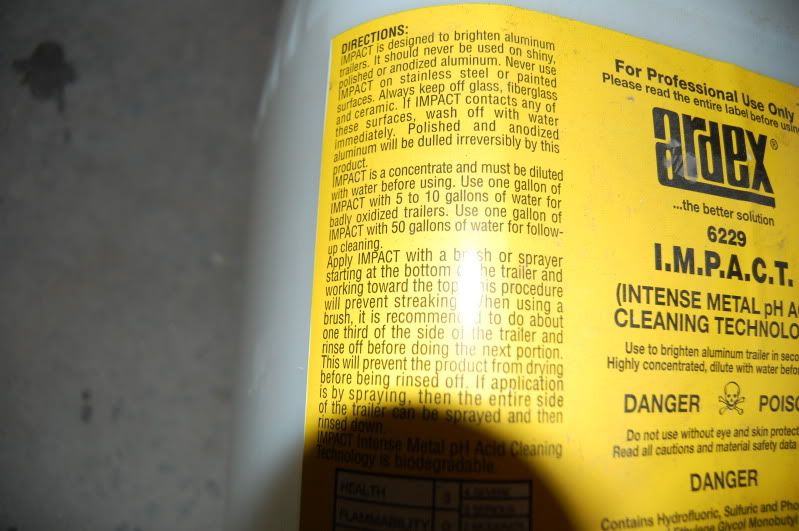 DIRECTIONS:
IMPACT is designed to brighten aluminum
trailers. It should never be used on shiny,
polished or anodized aluminum. Never use
IMPACT on stainless steel or painted
surfaces. Always keep off glass, fiberglass
and ceramic. If IMPACT contacts any of
these surfaces, wash off with water
immediately. Polished and anodized
aluminum will be dulled irreversibly by this
product.
IMPACT is a concentrate and must be diluted
with water before using. Use one gallon of
IMPACT with 5 to 10 gallons of water for
badly oxidized trailers. Use one gallon of
IMPACT with 50 gallons of water for follow-
up cleaning.
Apply IMPACT with a brush or sprayer
starting at the bottom of the trailer and
working toward the top. This procedure
will prevent streaking. When using a
brush, it is recommended to do about
one third of the side of the trailer and
rinse off before doing the next portion.
This will prevent the product from drying
before being rinsed off. If application
is by spraying, then the entire side
of the trailer can be sprayed and then
rinsed down.
IMPACT Intense Metal pH Acid Cleaning
Technology is biodegradable.
HEALTH 3 4-SEVERE
3-SERIOUS
FLAMMABILITY 0
For Professional Use Only
Please read the entire label before using
ardex®
...the better solution
6229
I.M.P.A.C.T.
(INTENSE METAL pH
CLEANING
Use to brighten aluminum trailer in
Highly concentrated, dilute with water
DANGER
Do not use without eye and skin
Read all cautions and material safety data
DANGER
Contains Hydrofluoric, Sulfuric and
Ethylene Glycol